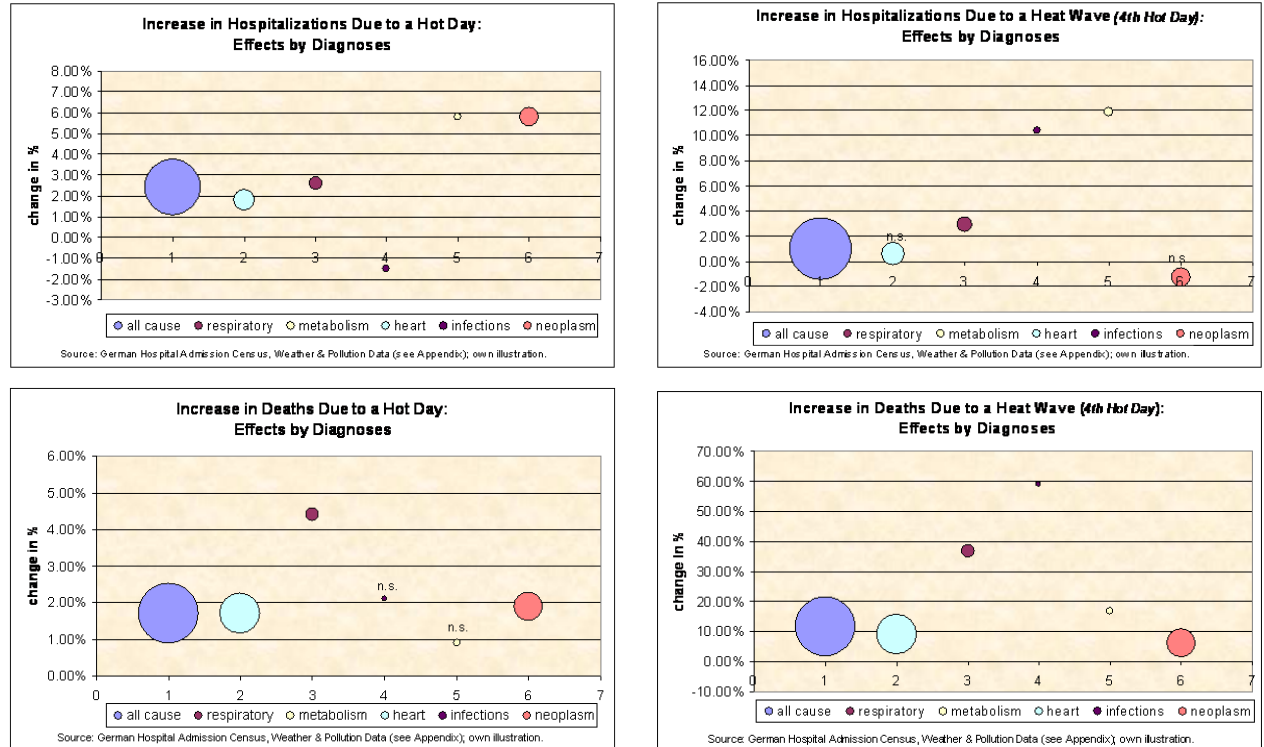 Increase in Hospitalizations Due to a Hot Day:
Effects by Diagnoses
change in %
8.00%
7.00%
6.00%
5.00%
4.00%
3.00%
2.00%
1.00%
0.00%
-1.00%
-2.00%
-3.00%
0 1 2 3 4 5 6 7
all cause respiratory metabolism heart infections neoplasm
Source: German Hospital Admission Census, Weather & Pollution Data (see Appendix); own illustration.
Increase in Hospitalizations Due to a Heat Wave (4th Hot Day):
Effects by Diagnoses
change in %
16.00%
14.00%
12.00%
10.00%
8.00%
6.00%
4.00%
2.00%
0.00%
-2.00%
-4.00%
n.s.
n.s
0 1 2 3 4 5 6 7
all cause respiratory metabolism heart infections neoplasm
Source: German Hospital Admission Census, Weather & Pollution Data (see Appendix); own illustration.
Increase in Deaths Due to a Hot Day:
Effects by Diagnoses
change in %
6.00%
5.00%
4.00%
3.00%
2.00%
1.00%
0.00%
n.s.
n.s.
0 1 2 3 4 5 6 7
all cause respiratory metabolism heart infections neoplasm
Source: German Hospital Admission Census, Weather & Pollution Data (see Appendix); own illustration.
Increase in Deaths Due to a Heat Wave (4th Hot Day):
Effects by Diagnoses
change in %
70.00%
60.00%
50.00%
40.00%
30.00%
20.00%
10.00%
0.00%
-10.00%
0 1 2 3 4 5 6 7
all cause respiratory metabolism heart infections neoplasm
Source: German Hospital Admission Census, Weather & Pollution Data (see Appendix); own illustration.